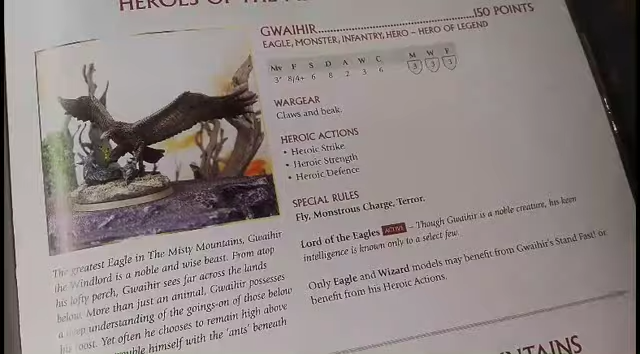 HEROES OF THE
GWAIHIR..................................................150 POINTS
EAGLE, MONSTER, INFANTRY, HERO – HERO OF LEGEND
Mv F S D A W C M W F
3" 8/4+ 6 8 2 3 6 3 3 3
WARGEAR
Claws and beak.
HEROIC ACTIONS
• Heroic Strike
• Heroic Strength
• Heroic Defence
SPECIAL RULES
Fly, Monstrous Charge, Terror.
Lord of the Eagles ACTIVE – Though Gwaihir is a noble creature, his keen
intelligence is known only to a select few.
Only Eagle and Wizard models may benefit from Gwaihir's Stand Fast! or
benefit from his Heroic Actions.
The greatest Eagle in The Misty Mountains, Gwaihir
the Windlord is a noble and wise beast. From atop
his lofty perch, Gwaihir sees far across the lands
below. More than just an animal, Gwaihir possesses
a deep understanding of the goings-on of those below
his roost. Yet often he chooses to remain high above
trouble himself with the 'ants' beneath